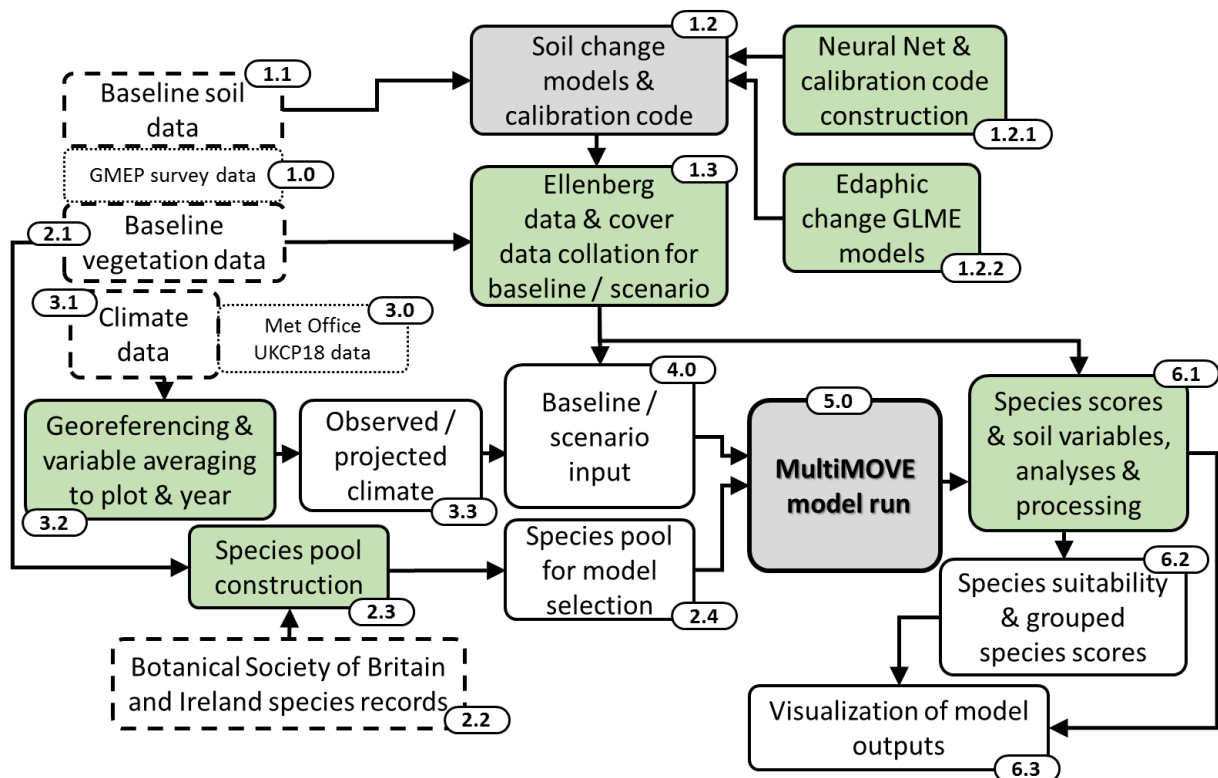 1.2
Soil change
models &
calibration code
Neural Net &
calibration code
construction
1.2.1
1.1
Baseline soil
data
GMEP survey data
1.0
2.1
Baseline
vegetation data
1.3
Ellenberg
data & cover
data collation for
baseline / scenario
Edaphic
change GLME
models
1.2.2
3.1
Climate
data
3.0
Met Office
UKCP18 data
Georeferencing &
variable averaging
to plot & year
3.2
Observed /
projected
climate
3.3
4.0
Baseline /
scenario
input
5.0
MultiMOVE
model run
6.1
Species scores
& soil variables,
analyses &
processing
Species pool
construction
2.3
Species pool
for model
selection
2.4
6.2
Species suitability
& grouped
species scores
Botanical Society of Britain
and Ireland species records
2.2
Visualization of model
outputs
6.3